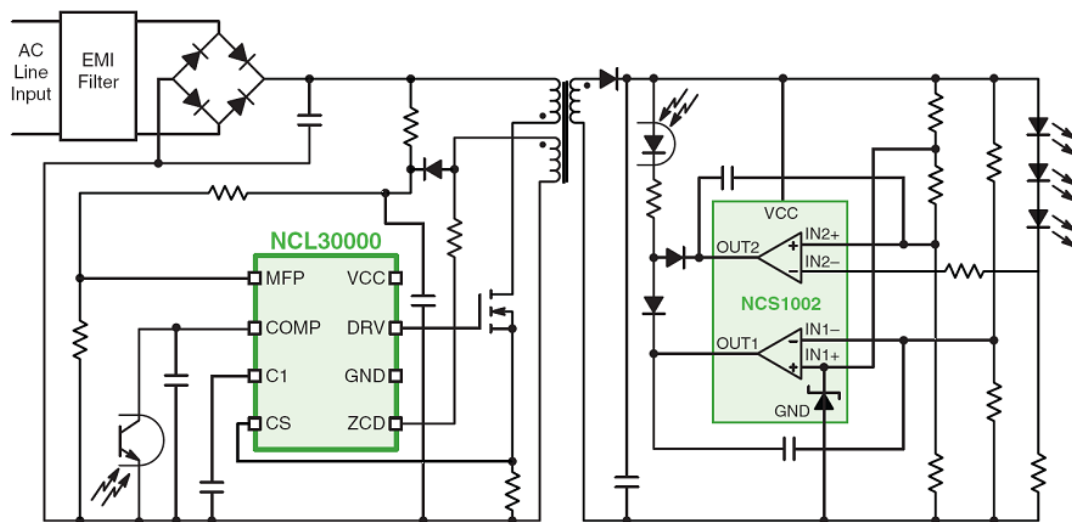 AC
Line
Input
EMI
Filter
NCL30000
MFP
VCC
COMP
DRV
C1
GND
CS
ZCD
VCC
OUT2
IN2+
IN2−
NCS1002
OUT1
IN1−
IN1+
GND